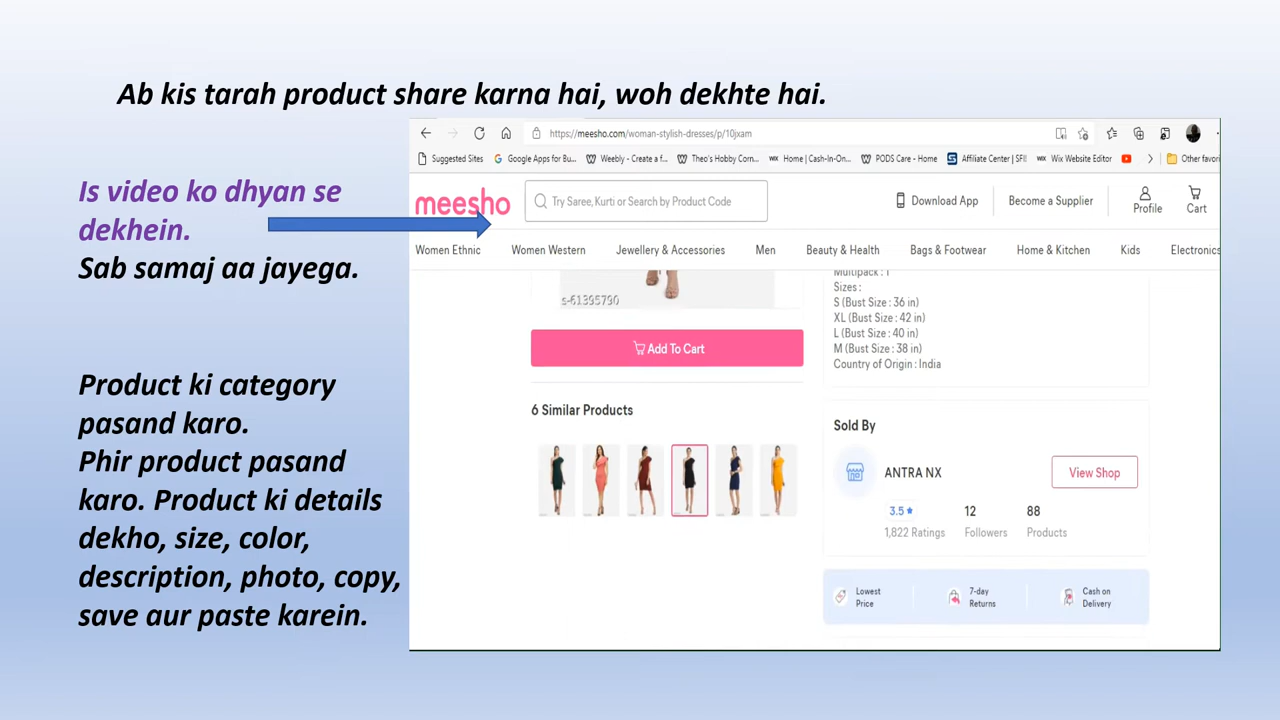 Ab kis tarah product share karna hai, woh dekhte hai.
Is video ko dhyan se
dekhein.
Sab samaj aa jayega.
Product ki category
pasand karo.
Phir product pasand
karo. Product ki details
dekho, size, color,
description, photo, copy,
save aur paste karein.
https://meesho.com/woman-stylish-dresses/p/10jxam
Suggested Sites Google Apps for Bu... Weebly - Create a f... Theo's Hobby Corn... WIX Home | Cash-In-On... PODS Care - Home Affiliate Center | SFI! WIX Wix Website Editor Other favori
meesho Try Saree, Kurti or Search by Product Code Download App Become a Supplier Profile Cart
Women Ethnic Women Western Jewellery & Accessories Men Beauty & Health Bags & Footwear Home & Kitchen Kids Electronics
s-61395790
Add To Cart
6 Similar Products
Multipack : 1
Sizes :
S (Bust Size : 36 in)
XL (Bust Size : 42 in)
L (Bust Size : 40 in)
M (Bust Size : 38 in)
Country of Origin : India
Sold By
ANTRA NX View Shop
3.5 ★ 12 88
1,822 Ratings Followers Products
Lowest 7-day Cash on
Price Returns Delivery